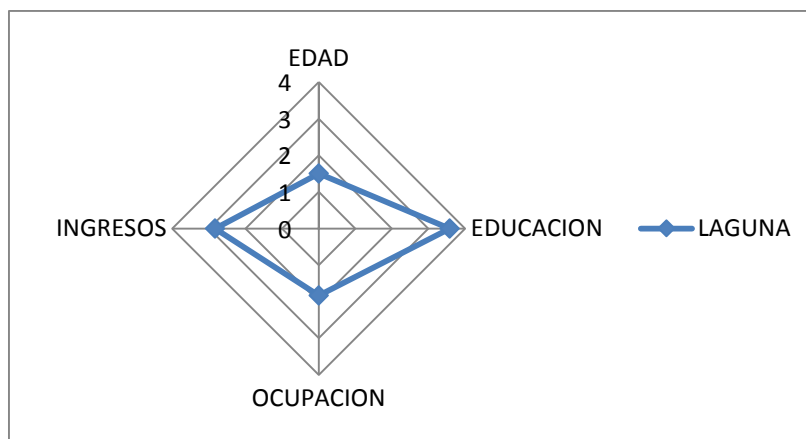 EDAD
4
3
2
1
0
INGRESOS
EDUCACION
LAGUNA
OCUPACION